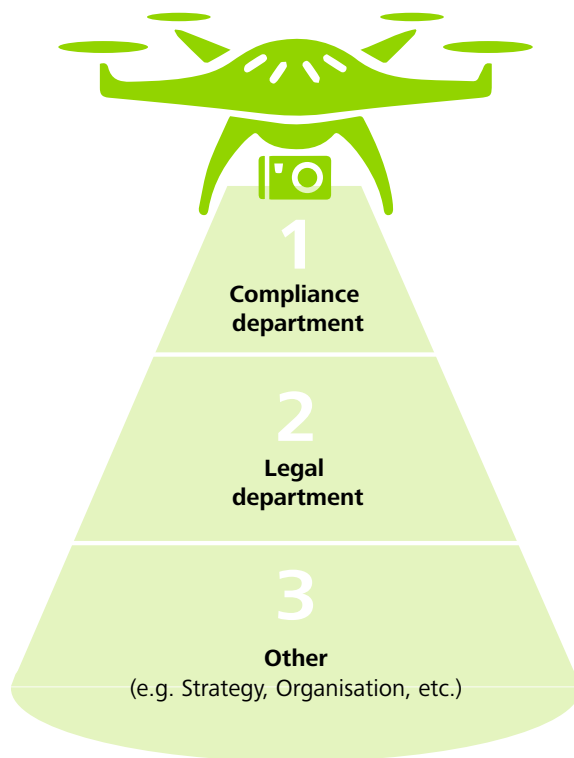 1
Compliance
department
2
Legal
department
3
Other
(e.g. Strategy, Organisation, etc.)